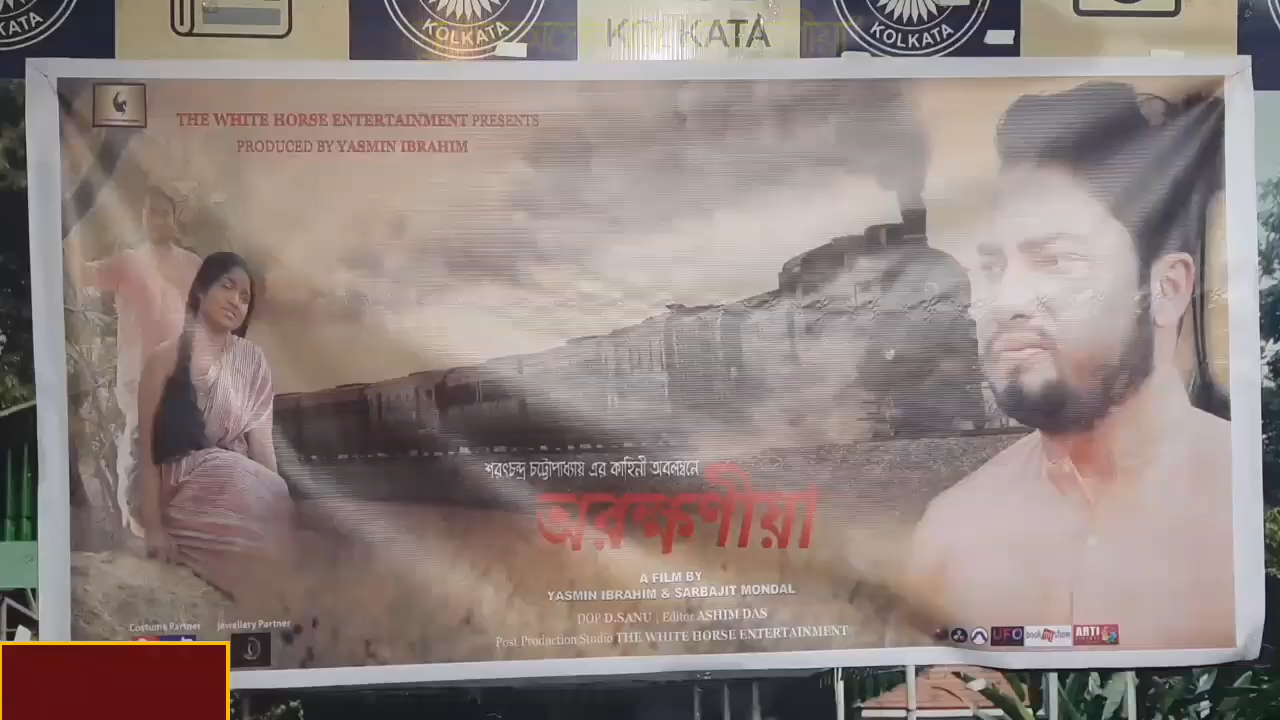 KOLKATA KOLKATA KOLKATA
THE WHITE HORSE ENTERTAINMENT PRESENTS
PRODUCED BY YASMIN IBRAHIM
শরৎচন্দ্র চট্টোপাধ্যায় এর কাহিনী অবলম্বনে
অরক্ষণীয়া
A FILM BY
YASMIN IBRAHIM & SARBAJIT MONDAL
DOP D.SANU | Editor ASHIM DAS
Post Production Studio THE WHITE HORSE ENTERTAINMENT
Costume Partner Jewellery Partner
UFO bookmyshow ARTI